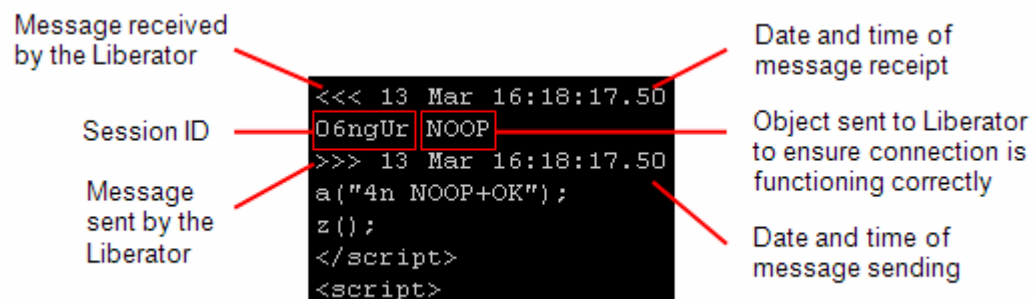 Message received
by the Liberator
Session ID
Message
sent by the
Liberator
<<< 13 Mar 16:18:17.50
06ngUr NOOP
>>> 13 Mar 16:18:17.50
a("4n NOOP+OK");
z();
</script>
<script>
Date and time of
message receipt
Object sent to Liberator
to ensure connection is
functioning correctly
Date and time of
message sending